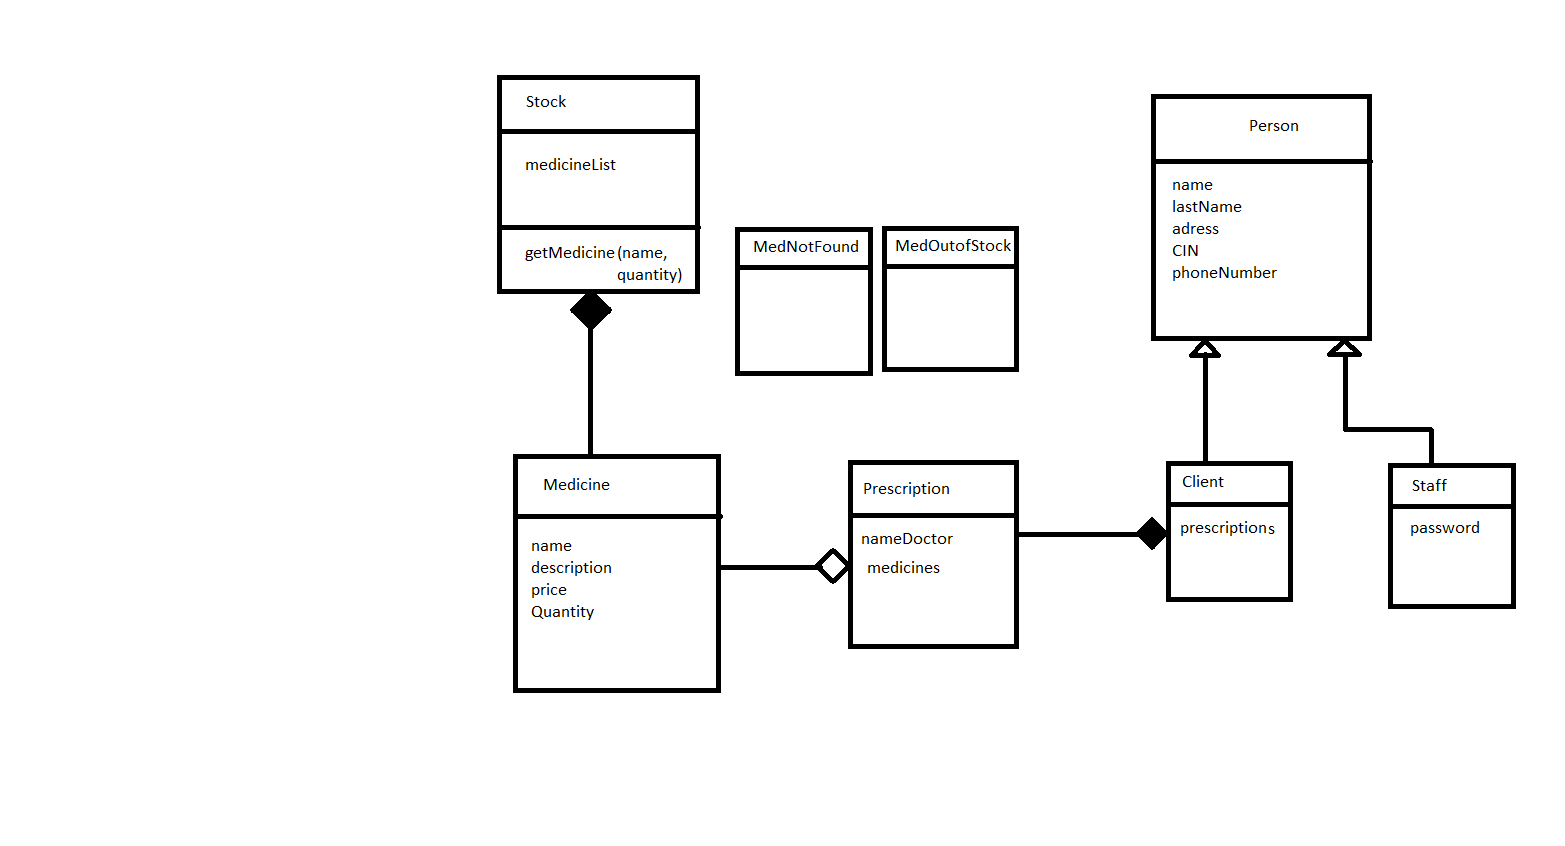 Stock
medicineList
getMedicine(name,
quantity)
MedNotFound
MedOutofStock
Person
name
lastName
adress
CIN
phoneNumber
Medicine
name
description
price
Quantity
Prescription
nameDoctor
medicines
Client
prescriptions
Staff
password